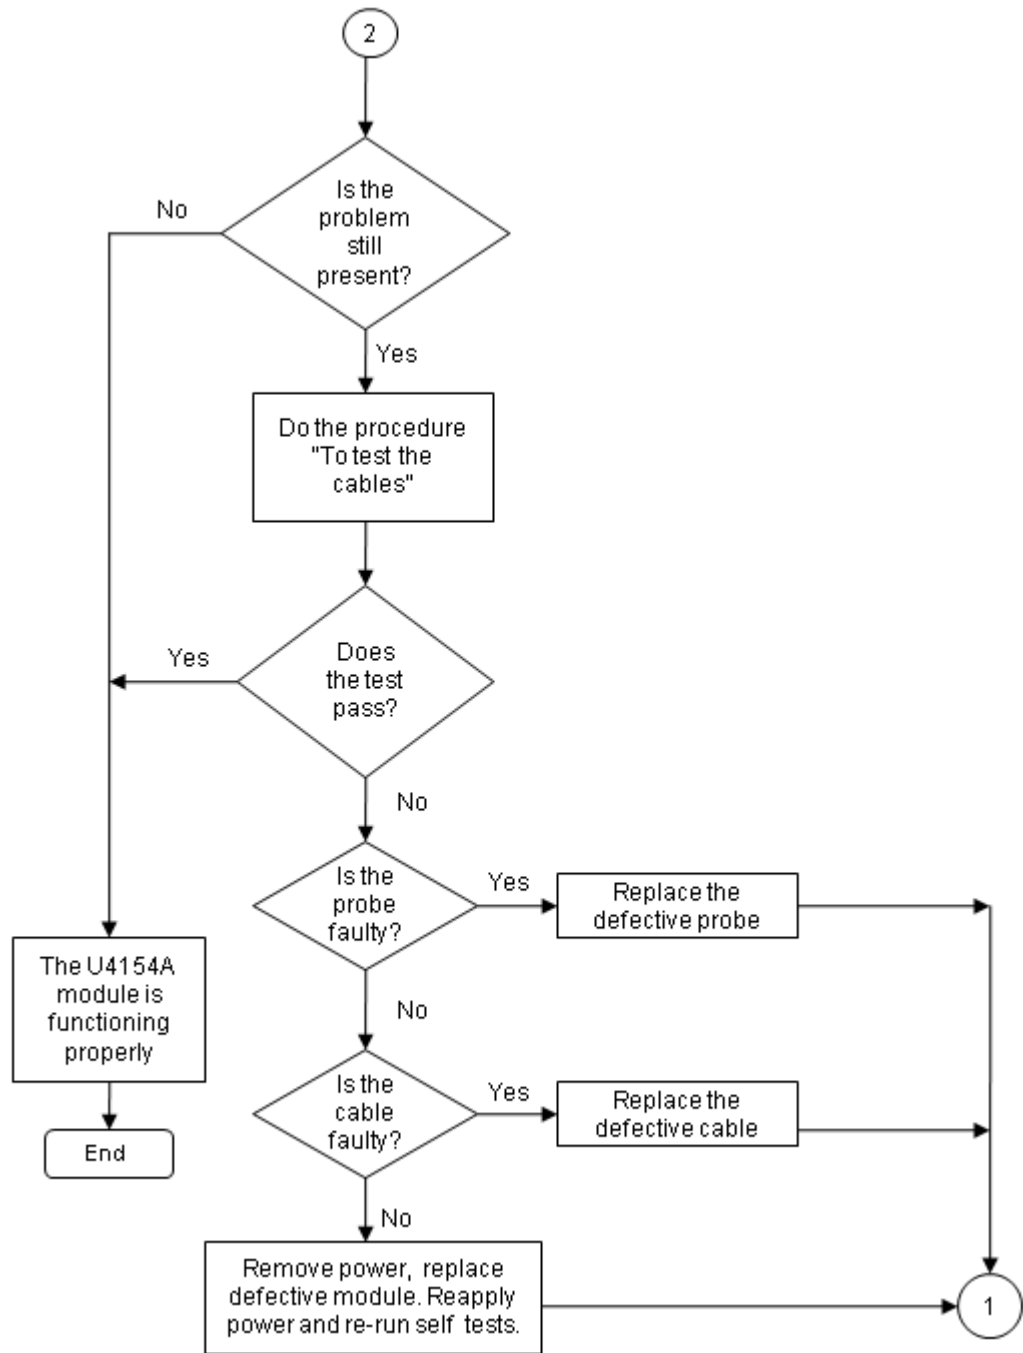 2
Is the
problem
still
present?
No
Yes
Do the procedure
"To test the
cables"
Does
the test
pass?
Yes
No
Is the
probe
faulty?
Yes
Replace the
defective probe
The U4154A
module is
functioning
properly
No
Is the
cable
faulty?
Yes
Replace the
defective cable
End
No
Remove power, replace
defective module. Reapply
power and re-run self tests.
1